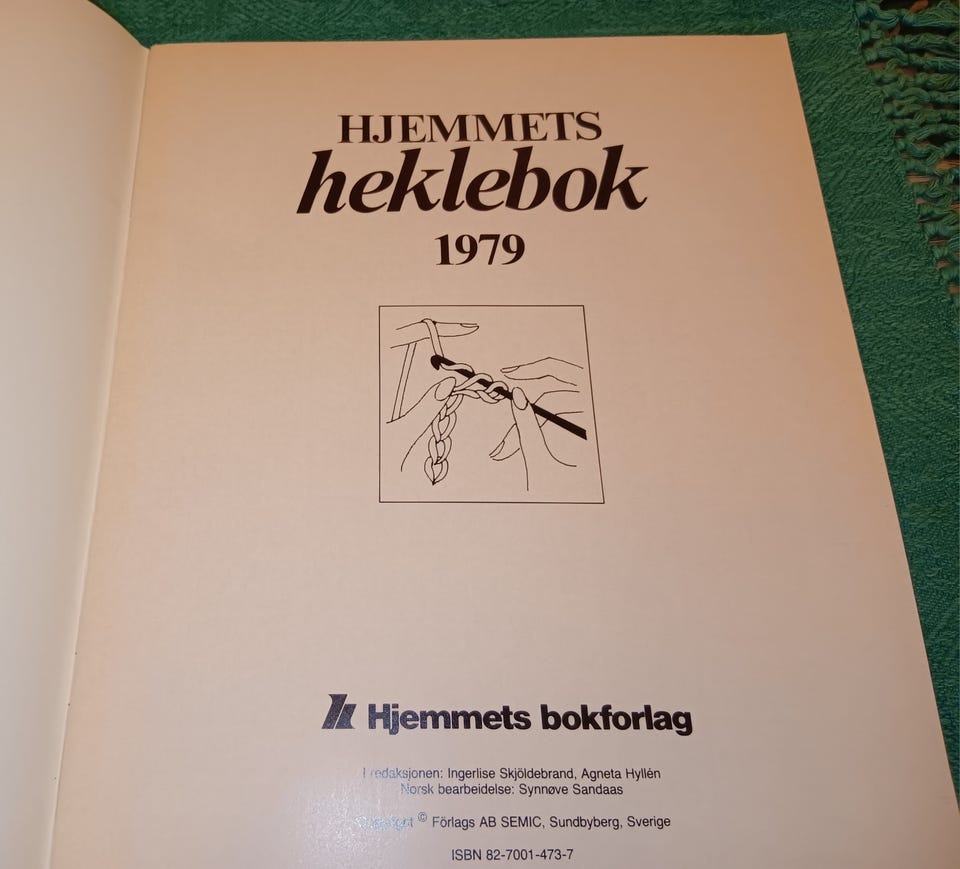 HJEMMETS
heklebok
1979
Hjemmets bokforlag
I redaksjonen: Ingerlise Skjöldebrand, Agneta Hyllén
Norsk bearbeidelse: Synnøve Sandaas
Copyright © Förlags AB SEMIC, Sundbyberg, Sverige
ISBN 82-7001-473-7